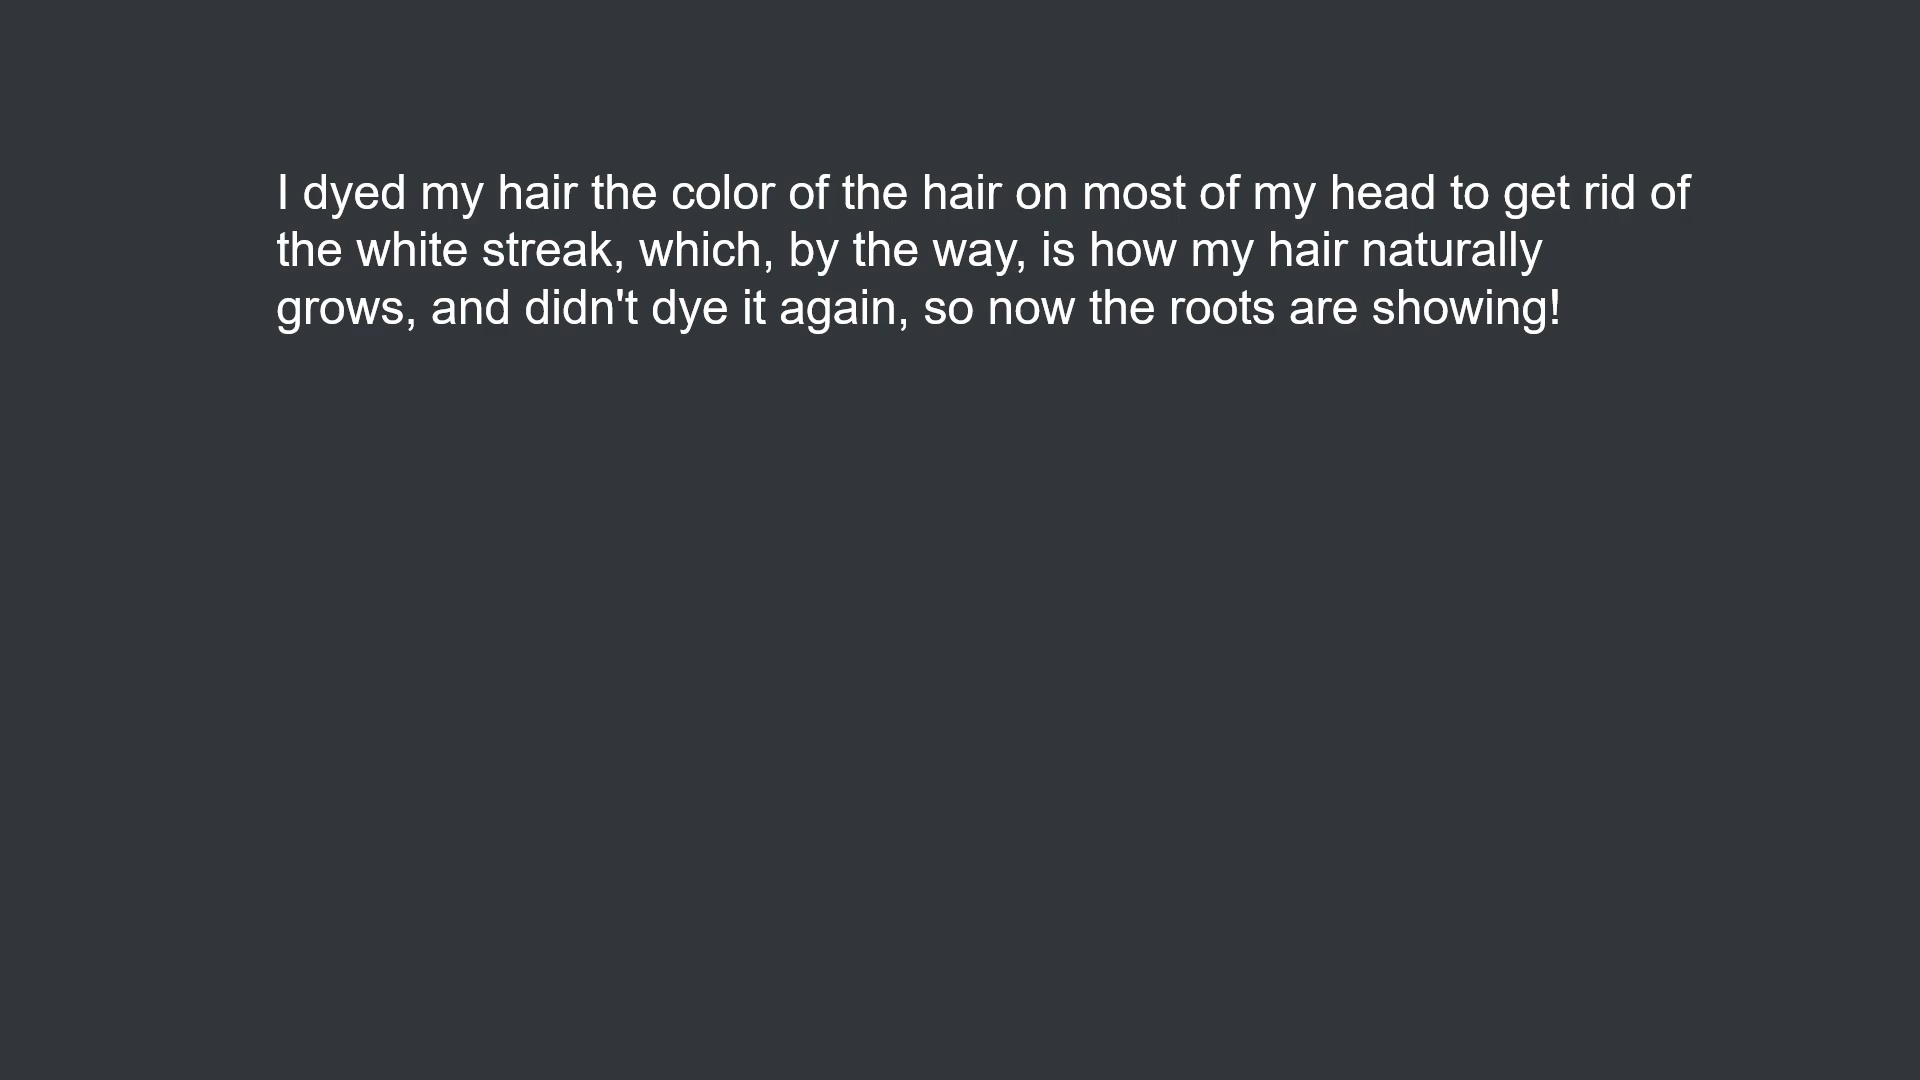 I dyed my hair the color of the hair on most of my head to get rid of
the white streak, which, by the way, is how my hair naturally
grows, and didn't dye it again, so now the roots are showing!